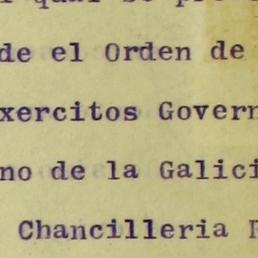 de el Orden de
xercitos Govern
no de la Galici
Chancilleria